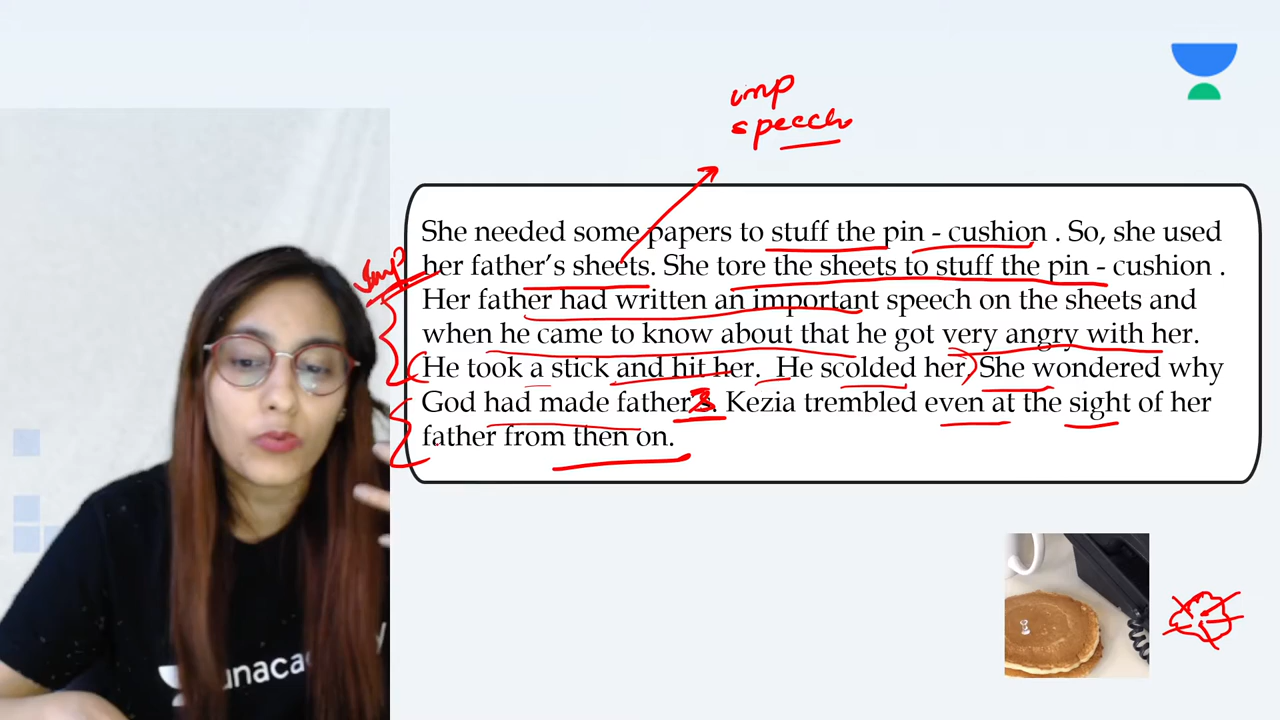 imp
speech
She needed some papers to stuff the pin - cushion . So, she used
her father's sheets. She tore the sheets to stuff the pin - cushion .
Her father had written an important speech on the sheets and
when he came to know about that he got very angry with her.
He took a stick and hit her. He scolded her. She wondered why
God had made father s. Kezia trembled even at the sight of her
father from then on.
imp
unaca